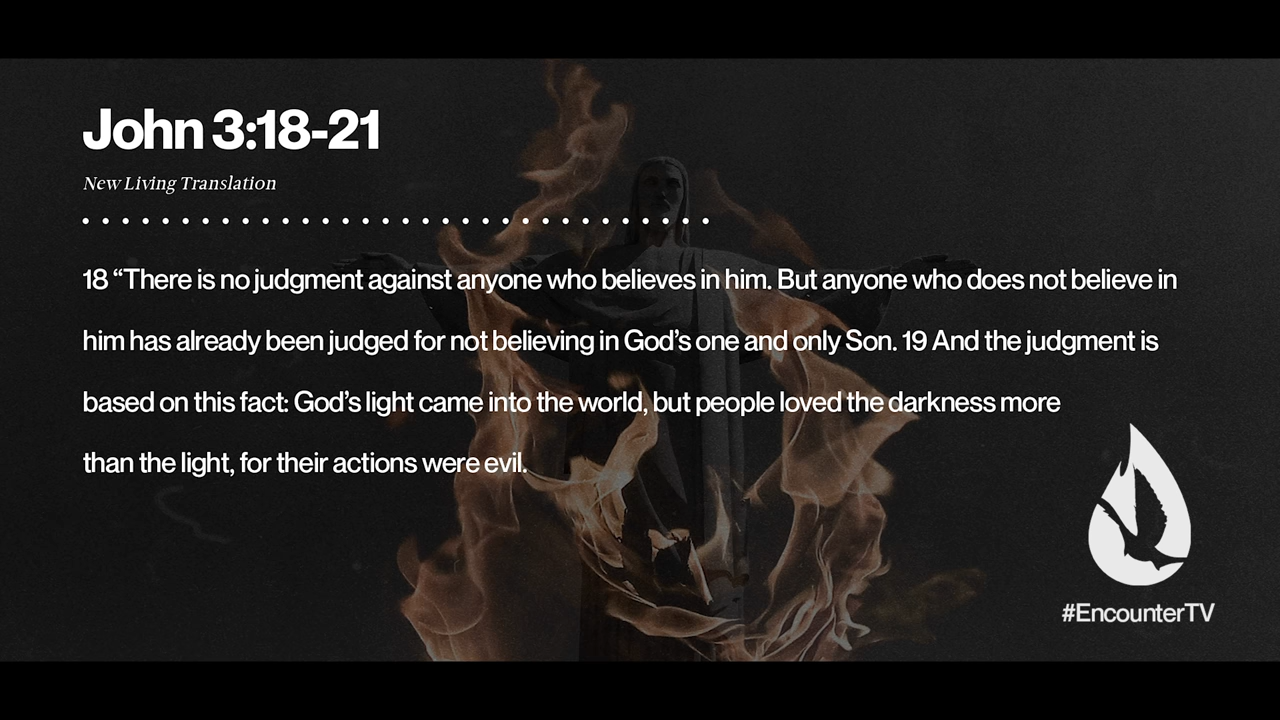 John 3:18-21
New Living Translation
18 “There is no judgment against anyone who believes in him. But anyone who does not believe in
him has already been judged for not believing in God’s one and only Son. 19 And the judgment is
based on this fact: God’s light came into the world, but people loved the darkness more
than the light, for their actions were evil.
#EncounterTV